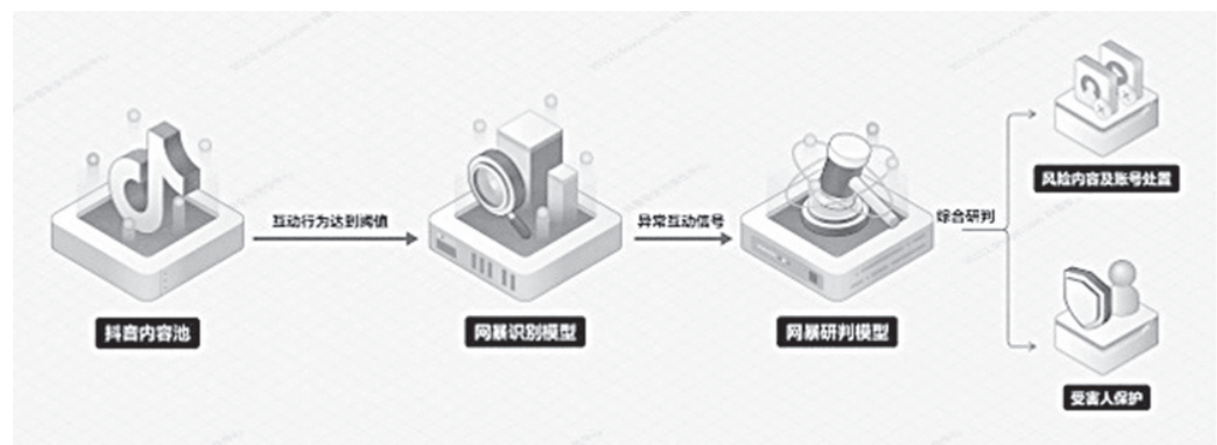 抖音内容池
互动行为达到阈值
网暴识别模型
异常互动信号
网暴研判模型
综合研判
风险内容及账号处置
受害人保护